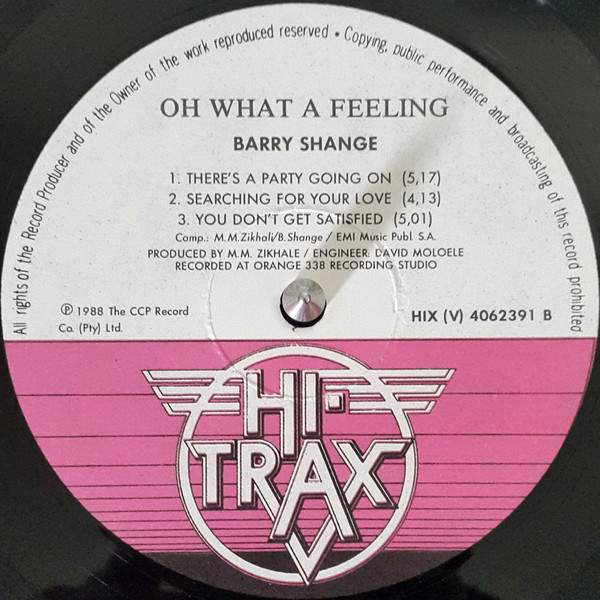 All rights of the Record Producer and of the Owner of the work reproduced reserved • Copying, public performance and broadcasting of this record prohibited
OH WHAT A FEELING
BARRY SHANGE
1. THERE'S A PARTY GOING ON (5,17)
2. SEARCHING FOR YOUR LOVE (4,13)
3. YOU DON'T GET SATISFIED (5,01)
Comp.: M.M.Zikhali/B.Shange / EMI Music Publ. S.A.
PRODUCED BY M.M. ZIKHALE / ENGINEER: DAVID MOLOELE
RECORDED AT ORANGE 338 RECORDING STUDIO
℗ 1988 The CCP Record
Co. (Pty) Ltd.
HIX (V) 4062391 B
HI-
TRAX